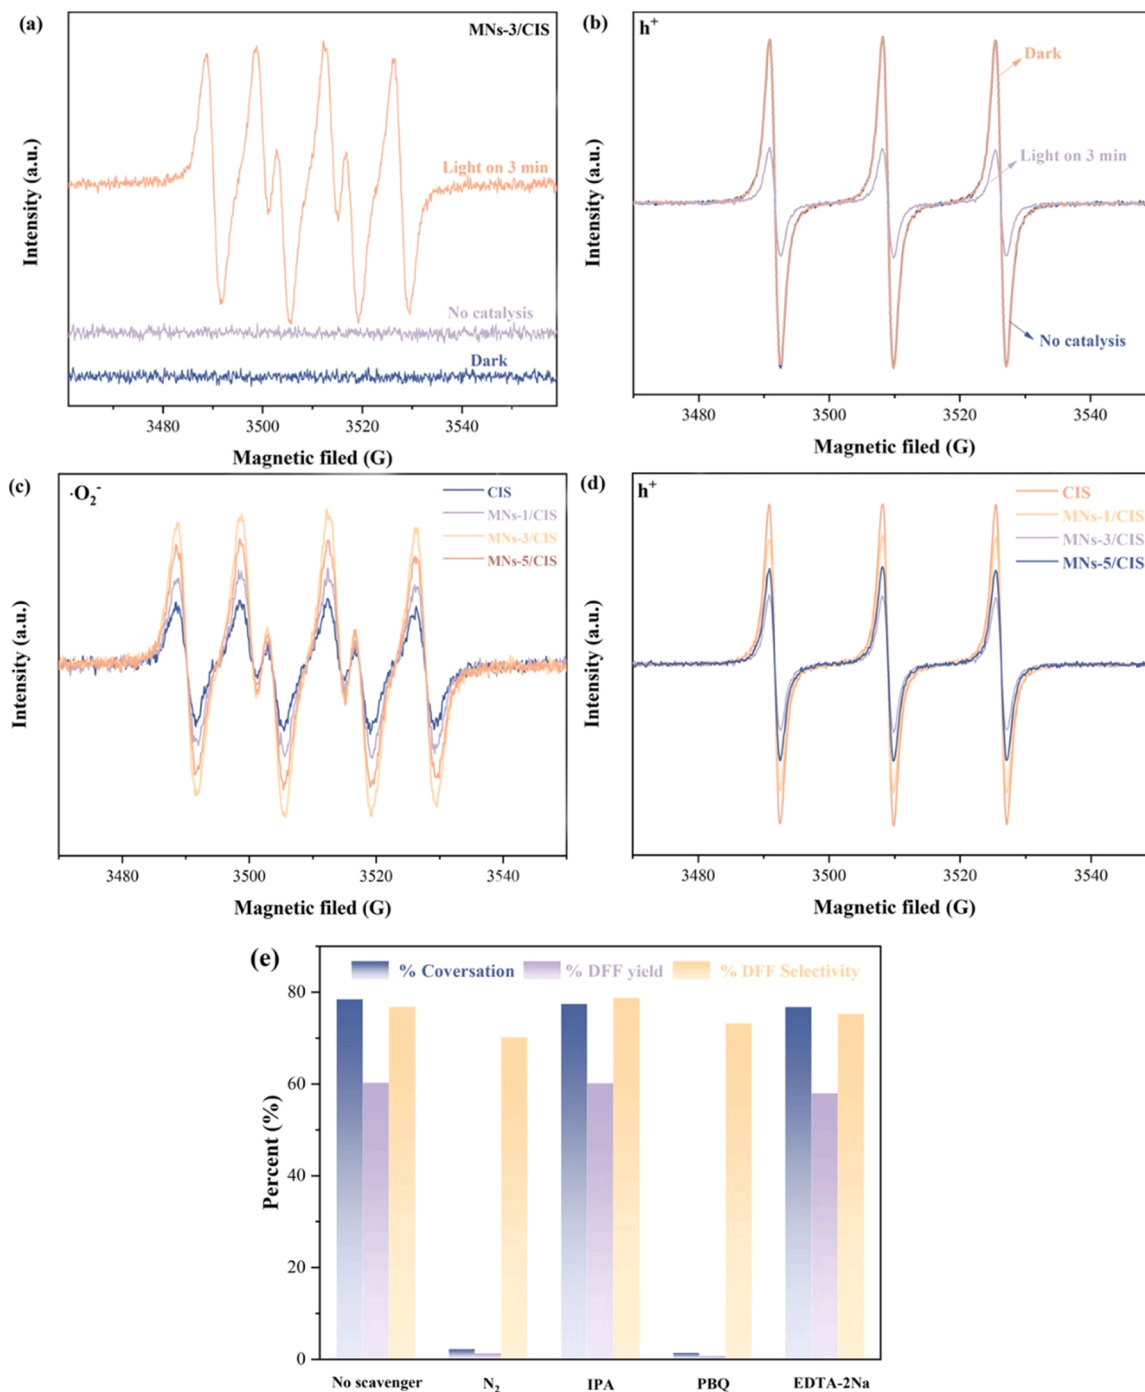 (a)
MNs-3/CIS
Light on 3 min
No catalysis
Dark
Intensity (a.u.)
3480 3500 3520 3540
Magnetic filed (G)
(b)
h⁺
Dark
Light on 3 min
No catalysis
Intensity (a.u.)
3480 3500 3520 3540
Magnetic filed (G)
(c)
·O₂⁻
CIS
MNs-1/CIS
MNs-3/CIS
MNs-5/CIS
Intensity (a.u.)
3480 3500 3520 3540
Magnetic filed (G)
(d)
h⁺
CIS
MNs-1/CIS
MNs-3/CIS
MNs-5/CIS
Intensity (a.u.)
3480 3500 3520 3540
Magnetic filed (G)
(e)
% Coversation % DFF yield % DFF Selectivity
Percent (%)
80
60
40
20
0
No scavenger N₂ IPA PBQ EDTA-2Na